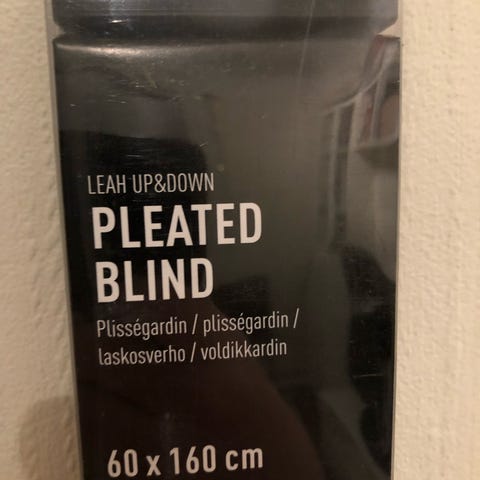 LEAH UP&DOWN
PLEATED
BLIND
Plisségardin / plisségardin /
laskosverho / voldikkardin
60 x 160 cm